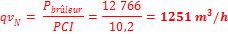 qv_N = P_brûleur / PCI = 12 766 / 10,2 = 1251 m³/h